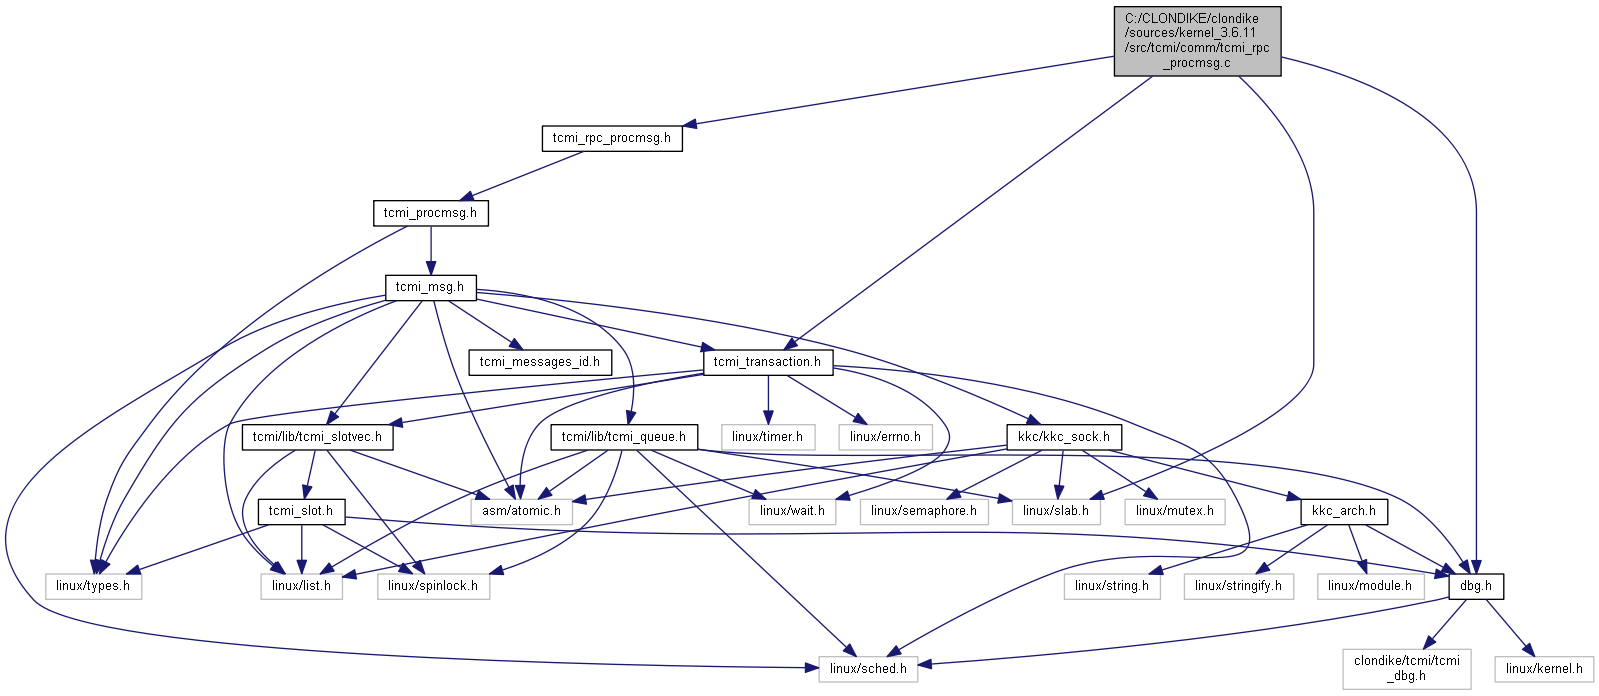 C:/CLONDIKE/clondike
/sources/kernel_3.6.11
/src/tcmi/comm/tcmi_rpc
_procmsg.c
tcmi_rpc_procmsg.h
tcmi_procmsg.h
tcmi_msg.h
tcmi_messages_id.h
tcmi_transaction.h
tcmi/lib/tcmi_slotvec.h
tcmi/lib/tcmi_queue.h
linux/timer.h
linux/errno.h
kkc/kkc_sock.h
tcmi_slot.h
asm/atomic.h
linux/wait.h
linux/semaphore.h
linux/slab.h
linux/mutex.h
kkc_arch.h
linux/types.h
linux/list.h
linux/spinlock.h
linux/string.h
linux/stringify.h
linux/module.h
dbg.h
linux/sched.h
clondike/tcmi/tcmi
_dbg.h
linux/kernel.h